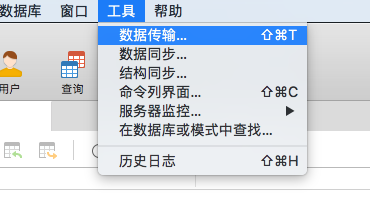 数据库 窗口 工具 帮助
数据传输... ⇧⌘T
数据同步...
结构同步...
命令列界面... ⇧⌘C
服务器监控... ▶
在数据库或模式中查找...
历史日志 ⇧⌘H
用户 查询